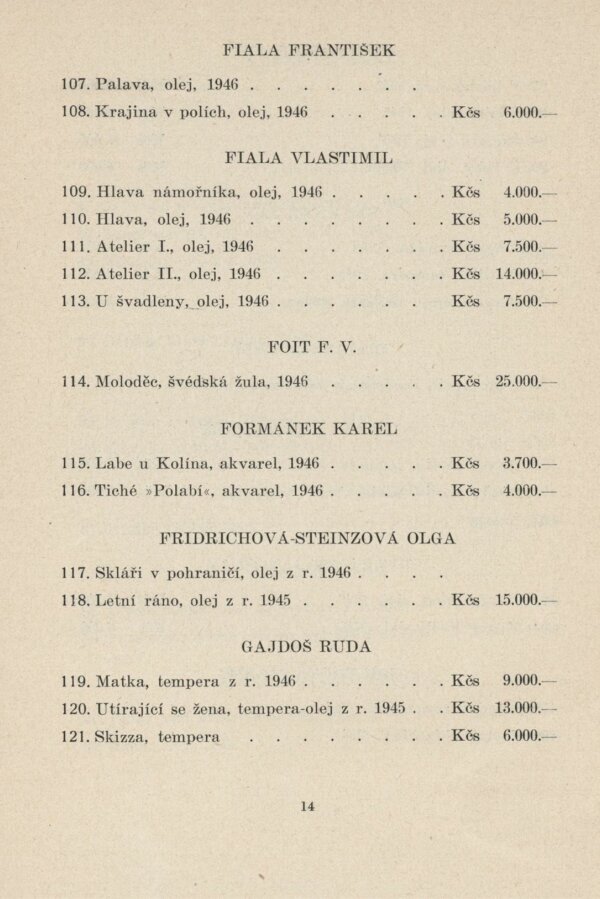 FIALA FRANTIŠEK
107. Palava, olej, 1946 . . . . . . .
108. Krajina v polích, olej, 1946 . . . . . Kčs 6.000.—
FIALA VLASTIMIL
109. Hlava námořníka, olej, 1946 . . . . . Kčs 4.000.—
110. Hlava, olej, 1946 . . . . . . . . Kčs 5.000.—
111. Atelier I., olej, 1946 . . . . . . . Kčs 7.500.—
112. Atelier II., olej, 1946 . . . . . . . Kčs 14.000.—
113. U švadleny, olej, 1946 . . . . . . Kčs 7.500.—
FOIT F. V.
114. Moloděc, švédská žula, 1946 . . . . . Kčs 25.000.—
FORMÁNEK KAREL
115. Labe u Kolína, akvarel, 1946 . . . . . Kčs 3.700.—
116. Tiché »Polabí«, akvarel, 1946 . . . . . Kčs 4.000.—
FRIDRICHOVÁ-STEINZOVÁ OLGA
117. Skláři v pohraničí, olej z r. 1946 . . . .
118. Letní ráno, olej z r. 1945 . . . . . . Kčs 15.000.—
GAJDOŠ RUDA
119. Matka, tempera z r. 1946 . . . . . . Kčs 9.000.—
120. Utírající se žena, tempera-olej z r. 1945 . . Kčs 13.000.—
121. Skizza, tempera . . . . . . . . Kčs 6.000.—
14